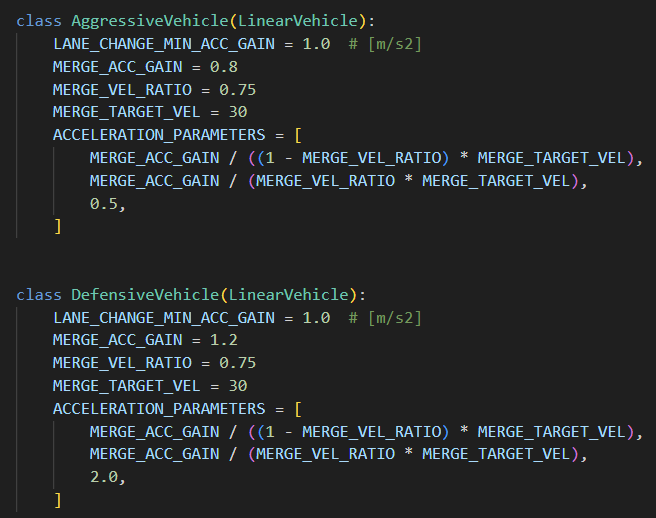 class AggressiveVehicle(LinearVehicle):
    LANE_CHANGE_MIN_ACC_GAIN = 1.0  # [m/s2]
    MERGE_ACC_GAIN = 0.8
    MERGE_VEL_RATIO = 0.75
    MERGE_TARGET_VEL = 30
    ACCELERATION_PARAMETERS = [
        MERGE_ACC_GAIN / ((1 - MERGE_VEL_RATIO) * MERGE_TARGET_VEL),
        MERGE_ACC_GAIN / (MERGE_VEL_RATIO * MERGE_TARGET_VEL),
        0.5,
    ]

class DefensiveVehicle(LinearVehicle):
    LANE_CHANGE_MIN_ACC_GAIN = 1.0  # [m/s2]
    MERGE_ACC_GAIN = 1.2
    MERGE_VEL_RATIO = 0.75
    MERGE_TARGET_VEL = 30
    ACCELERATION_PARAMETERS = [
        MERGE_ACC_GAIN / ((1 - MERGE_VEL_RATIO) * MERGE_TARGET_VEL),
        MERGE_ACC_GAIN / (MERGE_VEL_RATIO * MERGE_TARGET_VEL),
        2.0,
    ]